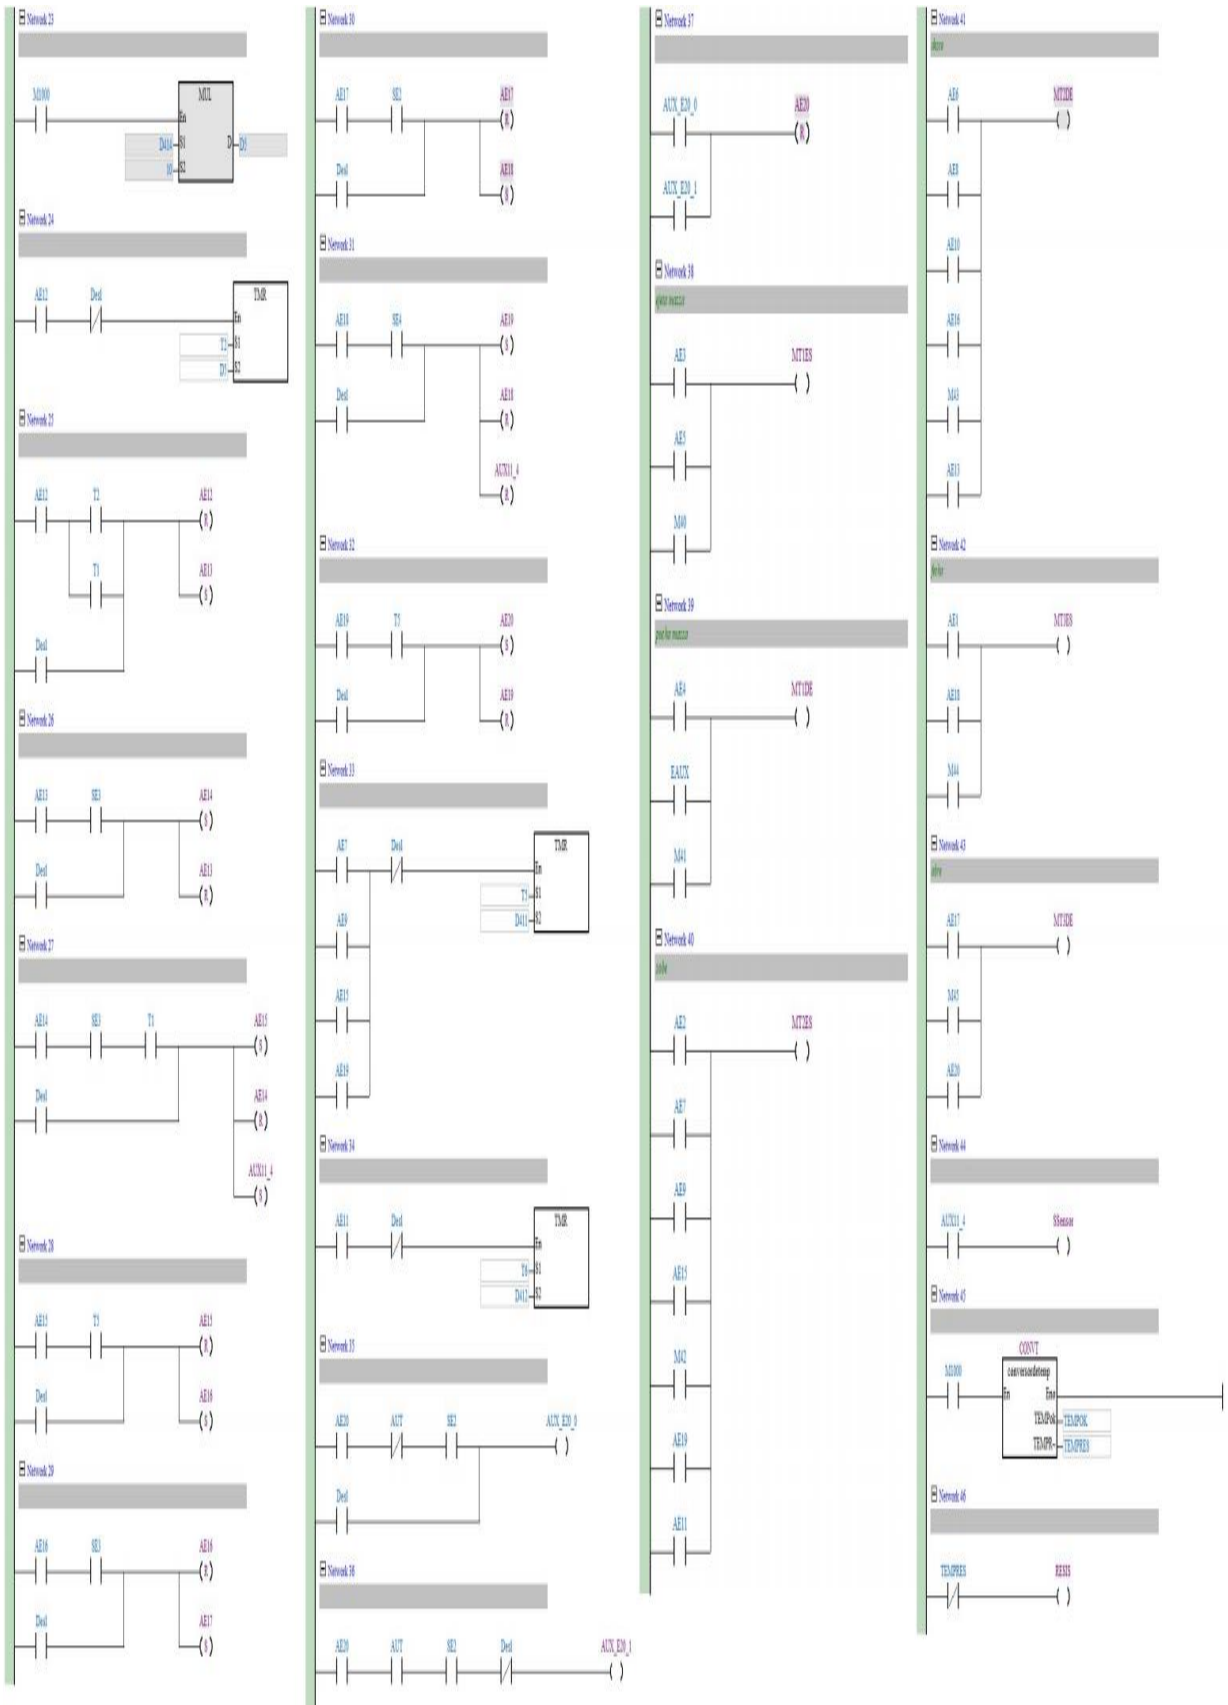 Network 23
M1000
MUL
En
D414
S1
D
D5
10
S2
Network 24
AE12
Desl
TMR
En
S1
S2
Network 25
AE12
T2
AE12
R
AE13
S
Desl
Network 26
AE13
SE3
AE14
S
Desl
AE13
R
Network 27
AE14
SE3
T1
AE15
S
Desl
AE14
R
AUX11_4
S
Network 28
AE15
T5
AE15
R
Desl
AE16
S
Network 29
AE16
SE3
AE16
R
Desl
AE17
S
Network 30
AE17
SE2
AE17
R
Desl
AE18
S
Network 31
AE18
SE4
AE19
S
Desl
AE18
R
AUX11_4
R
Network 32
AE19
T5
AE20
S
Desl
AE19
R
Network 33
AE7
Desl
TMR
En
S1
D411
S2
AE9
AE15
AE19
Network 34
AE11
Desl
TMR
En
T6
S1
D412
S2
Network 35
AE20
AUT
SE2
AUX_E20_0
Desl
Network 36
AE20
AUT
SE2
Desl
AUX_E20_1
Network 37
AUX_E20_0
AE20
R
AUX_E20_1
Network 38
AE3
MT1ES
AE5
M40
Network 39
AE4
MT1DE
EAUX
M41
Network 40
sobe
AE2
MT2ES
AE7
AE9
AE15
M42
AE19
AE11
Network 41
AE6
MT2DE
AE8
AE10
AE16
M43
AE13
Network 42
fecha
AE1
MT3ES
AE18
M44
Network 43
abre
AE17
MT3DE
M45
AE20
Network 44
AUX11_4
SSensor
Network 45
CONVT
M1000
conversordetemp
En
Eno
TEMPok
TEMPOK
TEMPR~
TEMPRES
Network 46
TEMPRES
RESIS